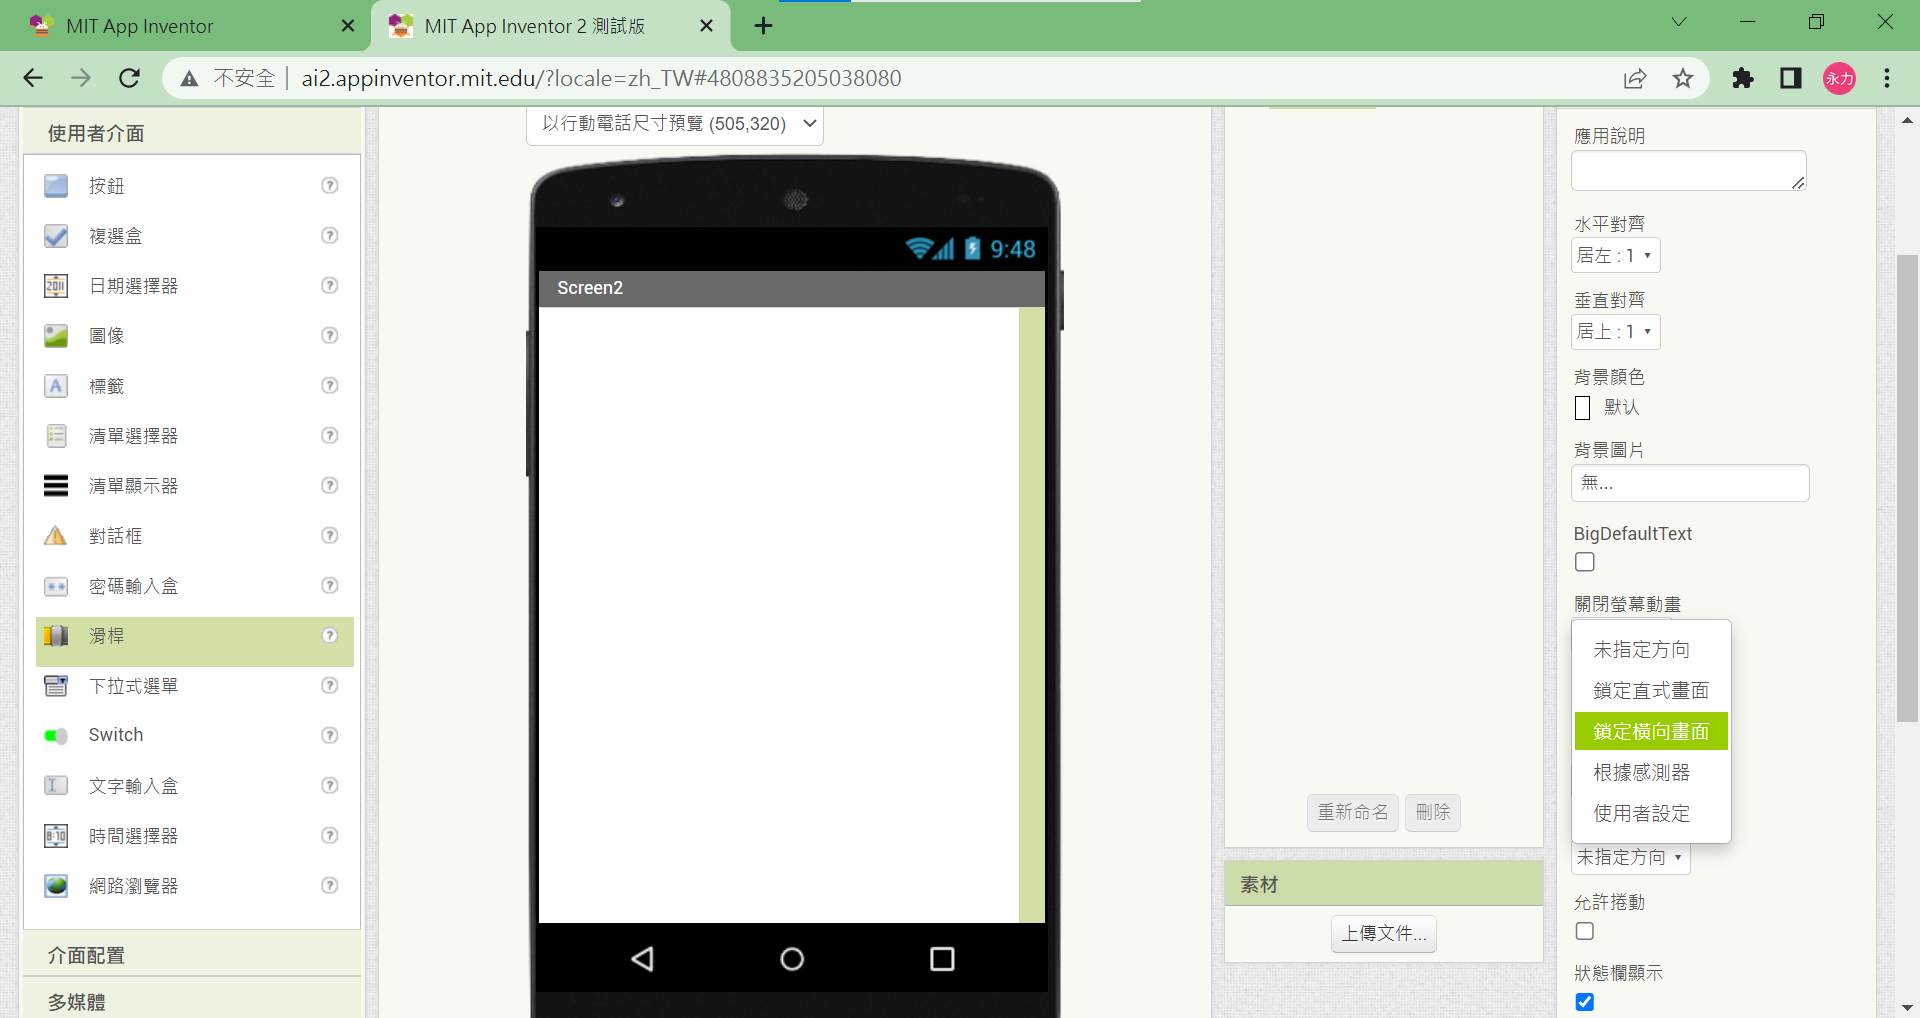 MIT App Inventor
MIT App Inventor 2 測試版
不安全
ai2.appinventor.mit.edu/?locale=zh_TW#4808835205038080
永力
使用者介面
按鈕
複選盒
日期選擇器
圖像
標籤
清單選擇器
清單顯示器
對話框
密碼輸入盒
滑桿
下拉式選單
Switch
文字輸入盒
時間選擇器
網路瀏覽器
介面配置
多媒體
以行動電話尺寸預覽 (505,320)
9:48
Screen2
重新命名
刪除
素材
上傳文件...
應用說明
水平對齊
居左 : 1
垂直對齊
居上 : 1
背景顏色
默认
背景圖片
無...
BigDefaultText
關閉螢幕動畫
未指定方向
鎖定直式畫面
鎖定橫向畫面
根據感測器
使用者設定
未指定方向
允許捲動
狀態欄顯示